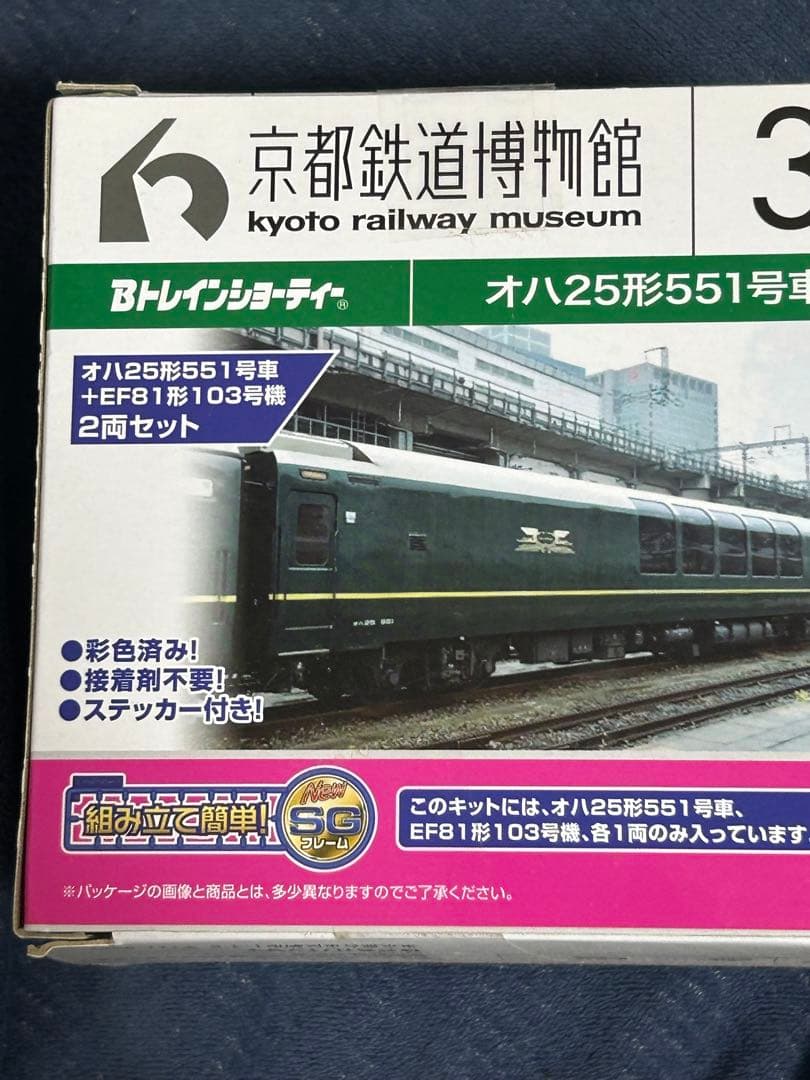 京都鉄道博物館
kyoto railway museum
3
Bトレインショーティー®
オハ25形551号車
オハ25形551号車
+EF81形103号機
2両セット
オハ25 551
●彩色済み!
●接着剤不要!
●ステッカー付き!
組み立て簡単!
New
SG
フレーム
このキットには、オハ25形551号車、
EF81形103号機、各1両のみ入っています。
※パッケージの画像と商品とは、多少異なりますのでご了承ください。